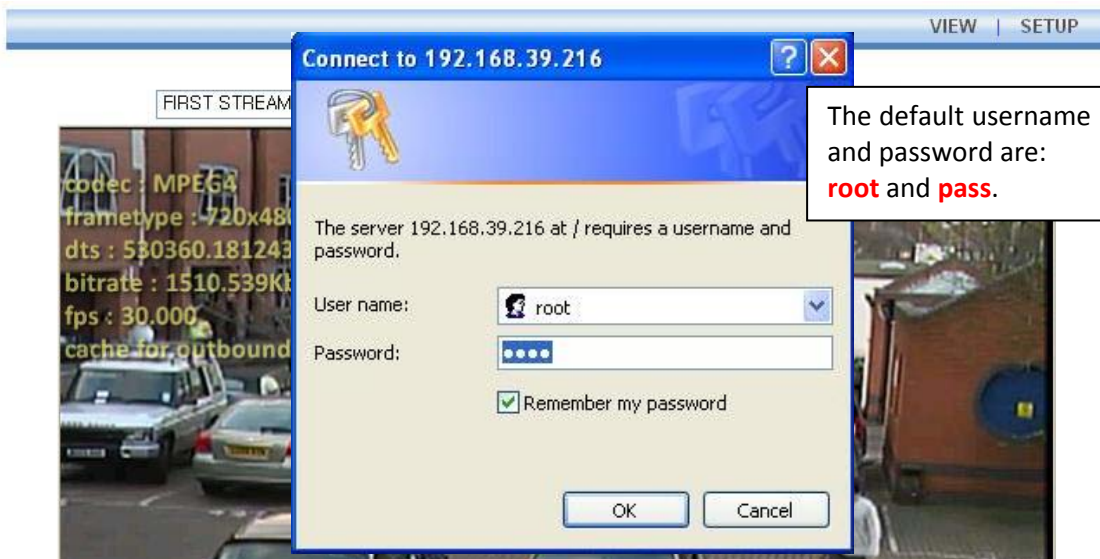 VIEW | SETUP
Connect to 192.168.39.216
FIRST STREAM
The default username
and password are:
root and pass.
codec : MPEG4
frametype : 720x480
dts : 530360.181243
bitrate : 1510.539
fps : 30.000
cache for outbound
The server 192.168.39.216 at / requires a username and
password.
User name:
root
Password:
Remember my password
OK
Cancel